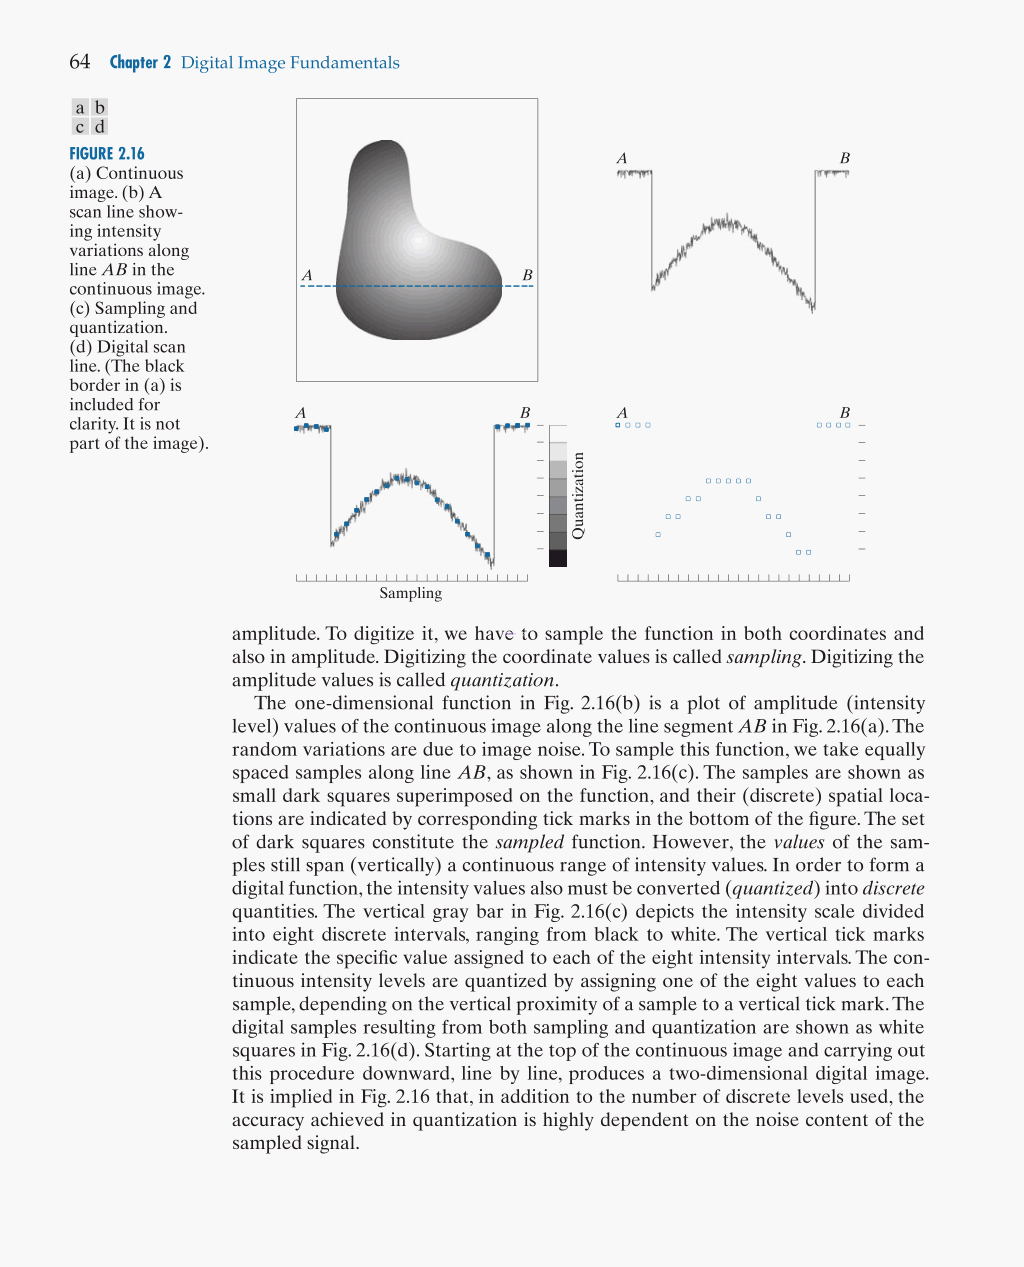 64 Chapter 2 Digital Image Fundamentals
a b
c d
FIGURE 2.16
(a) Continuous
image. (b) A
scan line show-
ing intensity
variations along
line AB in the
continuous image.
(c) Sampling and
quantization.
(d) Digital scan
line. (The black
border in (a) is
included for
clarity. It is not
part of the image).
A B
A B
A B
Quantization
Sampling
A B
amplitude. To digitize it, we have to sample the function in both coordinates and
also in amplitude. Digitizing the coordinate values is called sampling. Digitizing the
amplitude values is called quantization.
The one-dimensional function in Fig. 2.16(b) is a plot of amplitude (intensity
level) values of the continuous image along the line segment AB in Fig. 2.16(a). The
random variations are due to image noise. To sample this function, we take equally
spaced samples along line AB, as shown in Fig. 2.16(c). The samples are shown as
small dark squares superimposed on the function, and their (discrete) spatial loca-
tions are indicated by corresponding tick marks in the bottom of the figure. The set
of dark squares constitute the sampled function. However, the values of the sam-
ples still span (vertically) a continuous range of intensity values. In order to form a
digital function, the intensity values also must be converted (quantized) into discrete
quantities. The vertical gray bar in Fig. 2.16(c) depicts the intensity scale divided
into eight discrete intervals, ranging from black to white. The vertical tick marks
indicate the specific value assigned to each of the eight intensity intervals. The con-
tinuous intensity levels are quantized by assigning one of the eight values to each
sample, depending on the vertical proximity of a sample to a vertical tick mark. The
digital samples resulting from both sampling and quantization are shown as white
squares in Fig. 2.16(d). Starting at the top of the continuous image and carrying out
this procedure downward, line by line, produces a two-dimensional digital image.
It is implied in Fig. 2.16 that, in addition to the number of discrete levels used, the
accuracy achieved in quantization is highly dependent on the noise content of the
sampled signal.